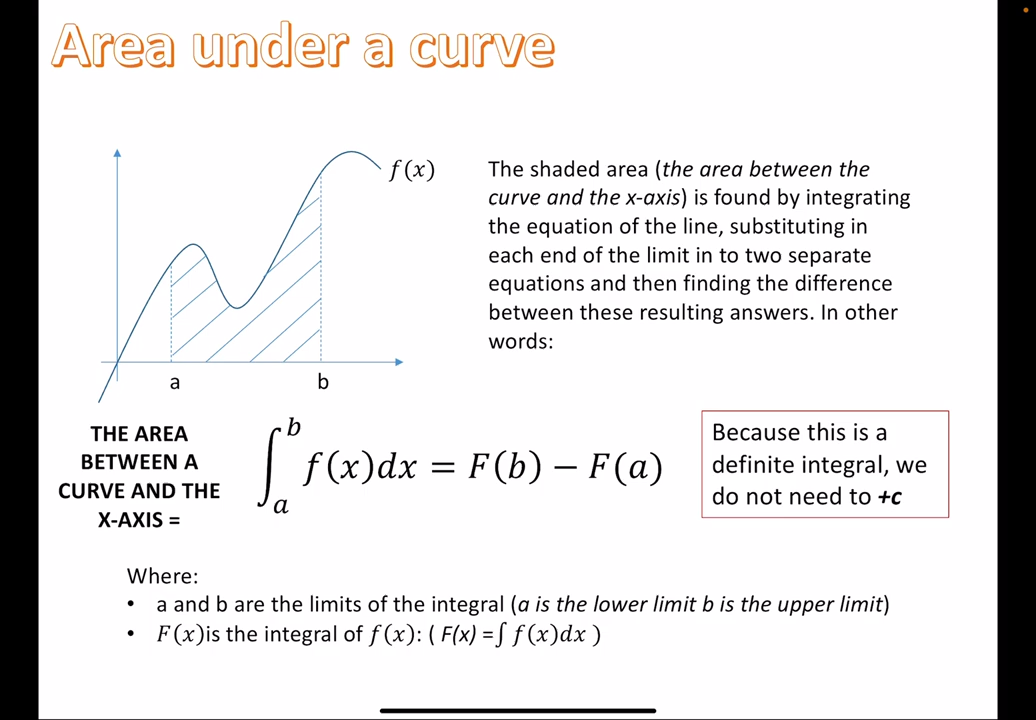 Area under a curve
f(x)
a
b
The shaded area (the area between the
curve and the x-axis) is found by integrating
the equation of the line, substituting in
each end of the limit in to two separate
equations and then finding the difference
between these resulting answers. In other
words:
THE AREA
BETWEEN A
CURVE AND THE
X-AXIS =
∫_a^b f(x)dx = F(b) − F(a)
Because this is a
definite integral, we
do not need to +c
Where:
• a and b are the limits of the integral (a is the lower limit b is the upper limit)
• F(x)is the integral of f(x): ( F(x) =∫ f(x)dx )